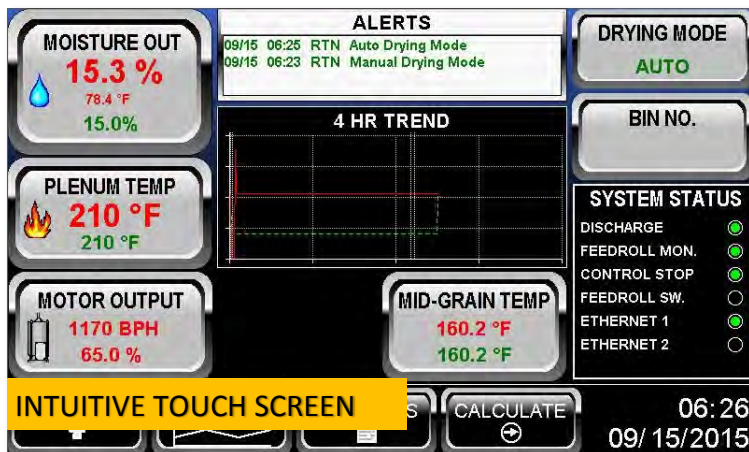 MOISTURE OUT
15.3 %
78.4 °F
15.0%
PLENUM TEMP
210 °F
210 °F
MOTOR OUTPUT
1170 BPH
65.0 %
ALERTS
09/15 06:25 RTN Auto Drying Mode
09/15 06:23 RTN Manual Drying Mode
4 HR TREND
MID-GRAIN TEMP
160.2 °F
160.2 °F
DRYING MODE
AUTO
BIN NO.
SYSTEM STATUS
DISCHARGE
FEEDROLL MON.
CONTROL STOP
FEEDROLL SW.
ETHERNET 1
ETHERNET 2
INTUITIVE TOUCH SCREEN
S
CALCULATE
06:26
09/15/2015